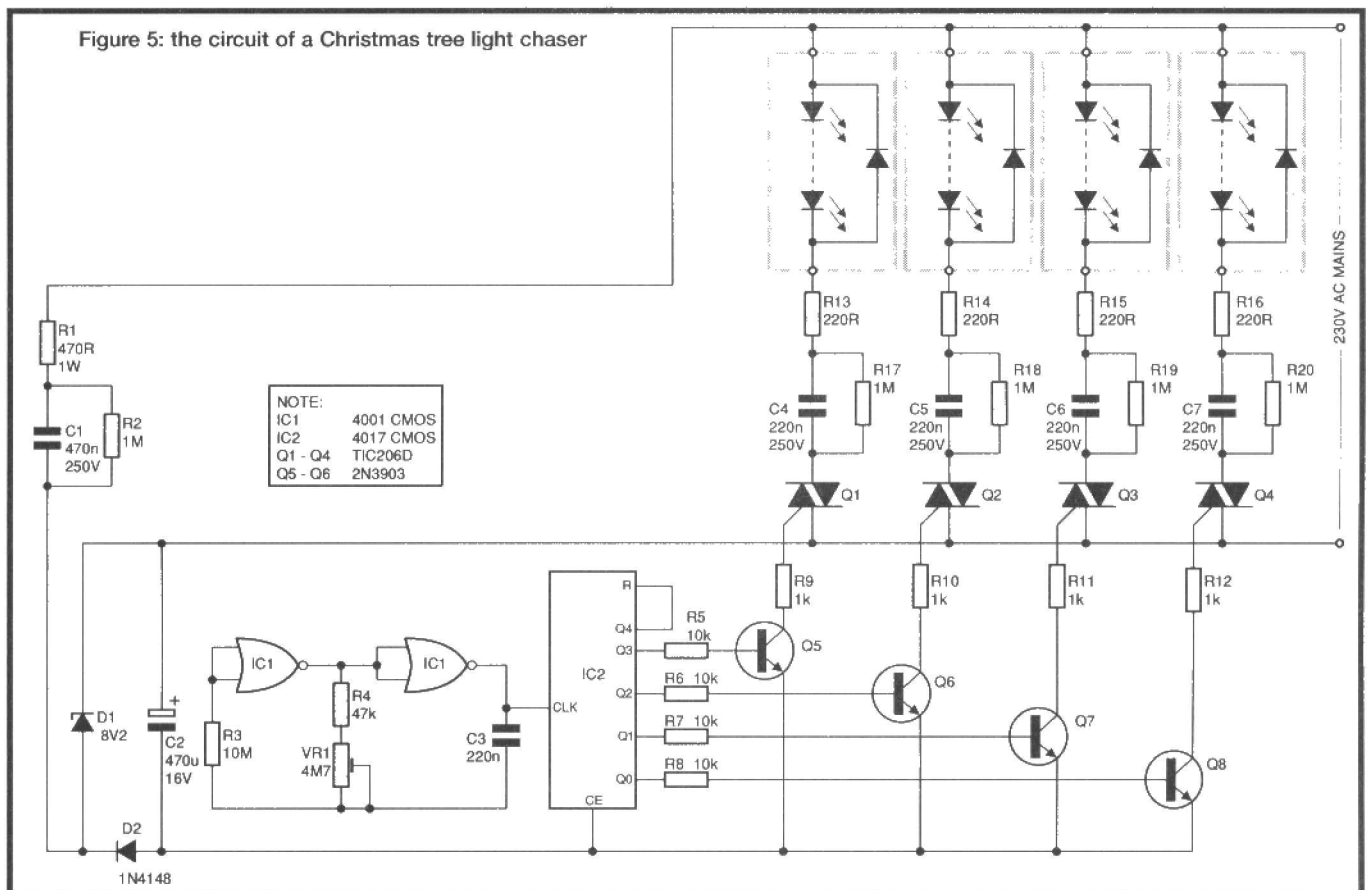 Figure 5: the circuit of a Christmas tree light chaser
R13
220R
R14
220R
R15
220R
R16
220R
230V AC MAINS
R1
470R
1W
C1
470n
250V
R2
1M
NOTE:
IC1 4001 CMOS
IC2 4017 CMOS
Q1 - Q4 TIC206D
Q5 - Q6 2N3903
R17
1M
R18
1M
R19
1M
R20
1M
C4
220n
250V
C5
220n
250V
C6
220n
250V
C7
220n
250V
Q1
Q2
Q3
Q4
R9
1k
R10
1k
R11
1k
R12
1k
D1
8V2
+
C2
470u
16V
IC1
IC1
R3
10M
R4
47k
VR1
4M7
C3
220n
R
Q4
Q3
IC2
Q2
CLK
Q1
Q0
CE
R5
10k
R6 10k
R7 10k
R8 10k
Q5
Q6
Q7
Q8
D2
1N4148